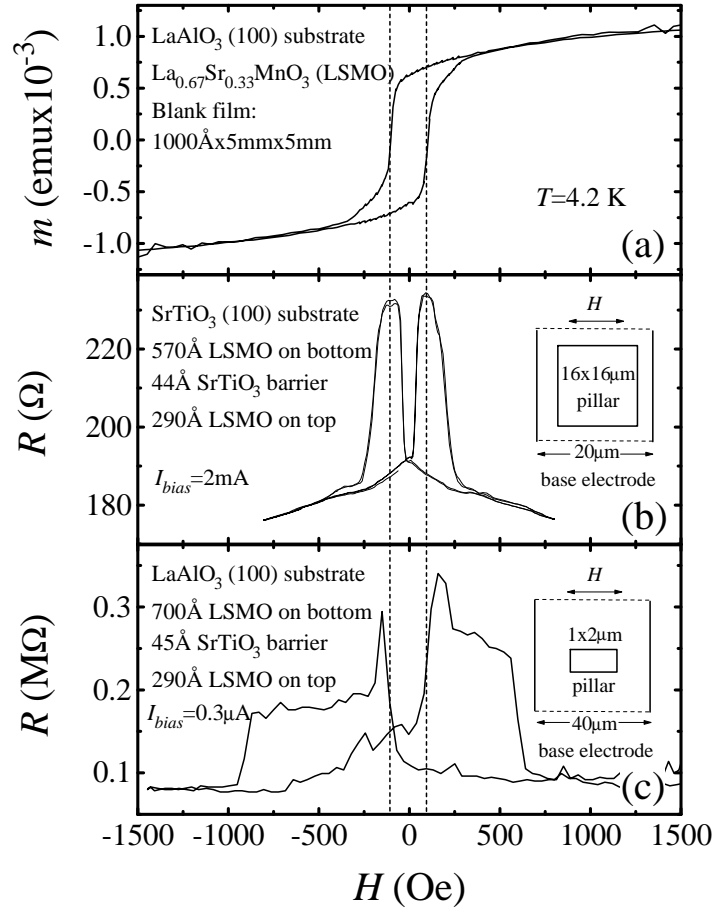 1.0
0.5
0.0
-0.5
-1.0
m (emux10⁻³)
LaAlO₃ (100) substrate
La₀.₆₇Sr₀.₃₃MnO₃ (LSMO)
Blank film:
1000Åx5mmx5mm
T=4.2 K
(a)
220
200
180
R (Ω)
SrTiO₃ (100) substrate
570Å LSMO on bottom
44Å SrTiO₃ barrier
290Å LSMO on top
I_bias=2mA
H
16x16μm
pillar
20μm
base electrode
(b)
0.3
0.2
0.1
R (MΩ)
LaAlO₃ (100) substrate
700Å LSMO on bottom
45Å SrTiO₃ barrier
290Å LSMO on top
I_bias=0.3μA
H
1x2μm
pillar
40μm
base electrode
(c)
-1500 -1000 -500 0 500 1000 1500
H (Oe)